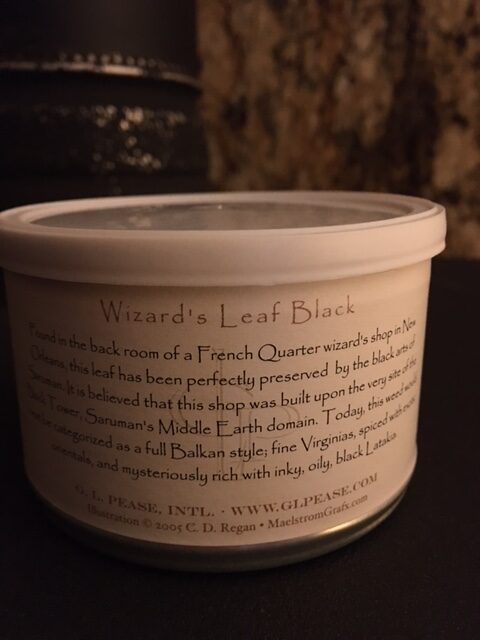 Wizard's Leaf Black
Found in the back room of a French Quarter wizard's shop in New
Orleans, this leaf has been perfectly preserved by the black arts of
Saruman. It is believed that this shop was built upon the very site of the
Black Tower, Saruman's Middle Earth domain. Today, this weed would
be categorized as a full Balkan style; fine Virginias, spiced with exotic
orientals, and mysteriously rich with inky, oily, black Latakia.
G. L. PEASE, INTL. · WWW.GLPEASE.COM
Illustration © 2005 C. D. Regan • MaelstromGrafx.com